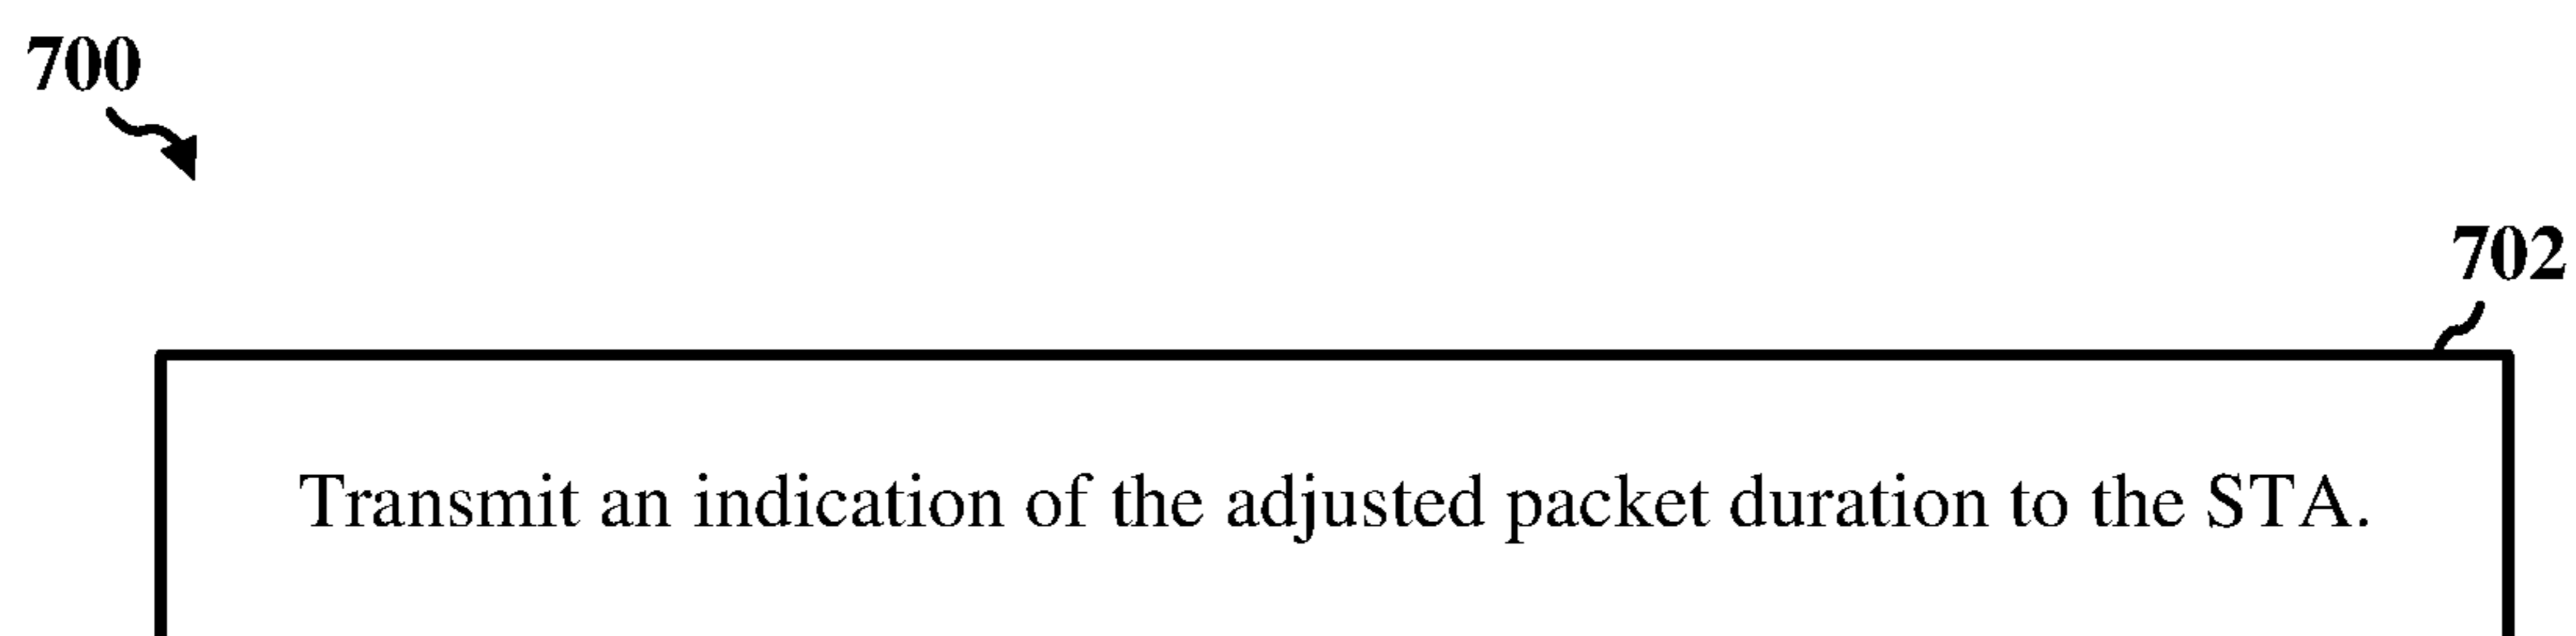 700
702
Transmit an indication of the adjusted packet duration to the STA.